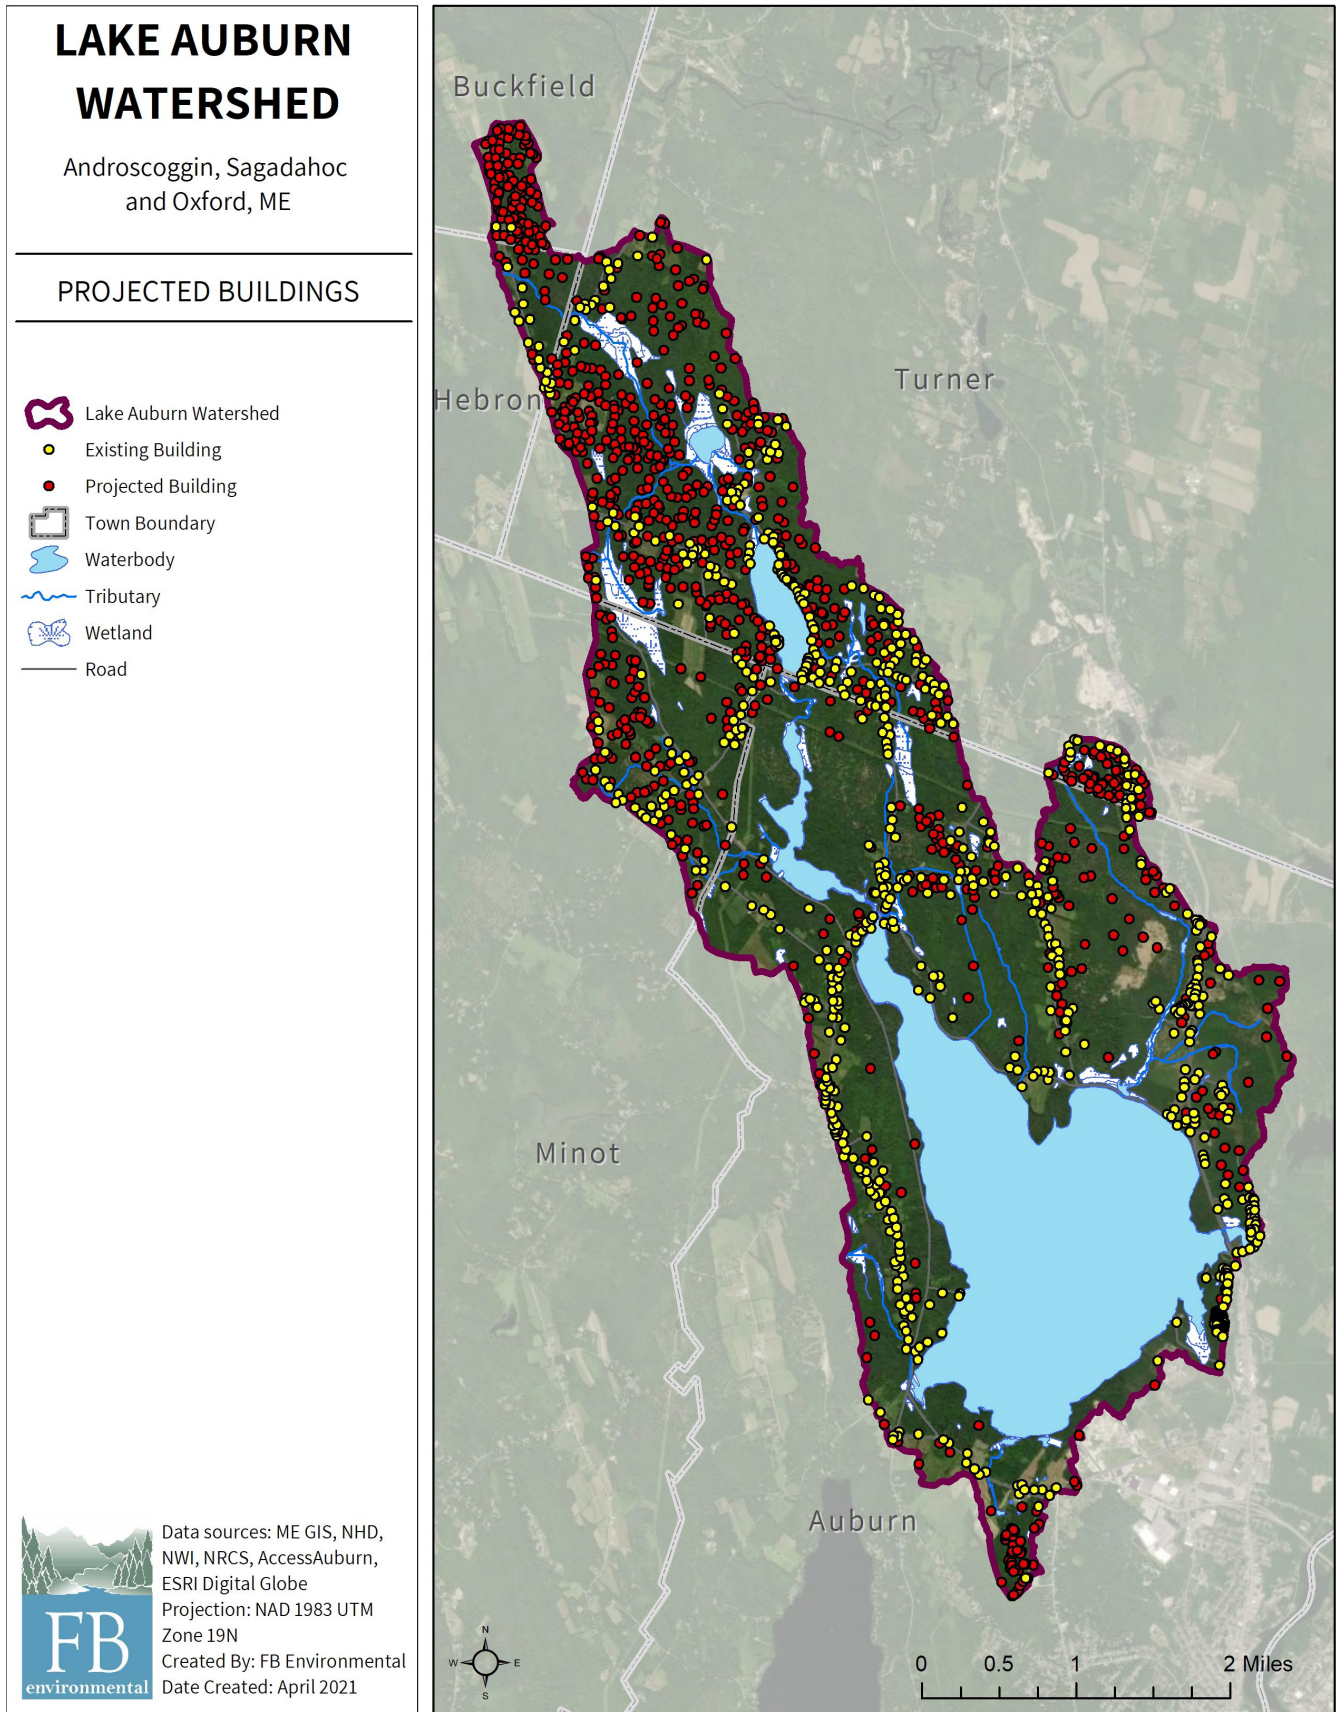 LAKE AUBURN
WATERSHED
Androscoggin, Sagadahoc
and Oxford, ME
PROJECTED BUILDINGS
Lake Auburn Watershed
Existing Building
Projected Building
Town Boundary
Waterbody
Tributary
Wetland
Road
FB
environmental
Data sources: ME GIS, NHD,
NWI, NRCS, AccessAuburn,
ESRI Digital Globe
Projection: NAD 1983 UTM
Zone 19N
Created By: FB Environmental
Date Created: April 2021
Buckfield
Turner
Hebron
Minot
Auburn
N
W E
S
0 0.5 1 2 Miles